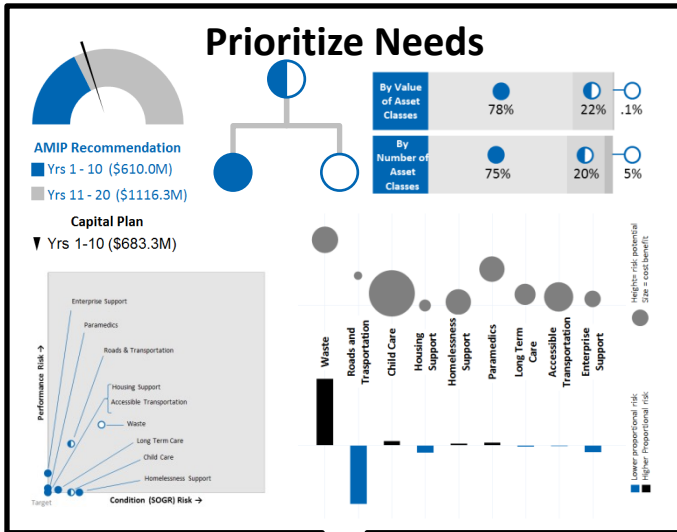 Prioritize Needs
AMIP Recommendation
Yrs 1 - 10 ($610.0M)
Yrs 11 - 20 ($1116.3M)
Capital Plan
Yrs 1-10 ($683.3M)
By Value
of Asset
Classes
78%
22%
.1%
By
Number of
Asset
Classes
75%
20%
5%
Performance Risk →
Enterprise Support
Paramedics
Roads & Transportation
Housing Support
Accessible Transportation
Waste
Long Term Care
Child Care
Homelessness Support
Target
Condition (SOGR) Risk →
Height= risk potential
Size = cost benefit
Waste
Roads and
Trasportation
Child Care
Housing
Support
Homelessness
Support
Paramedics
Long Term
Care
Accessible
Transportation
Enterprise
Support
Lower proportional risk:
Higher Proportional risk: